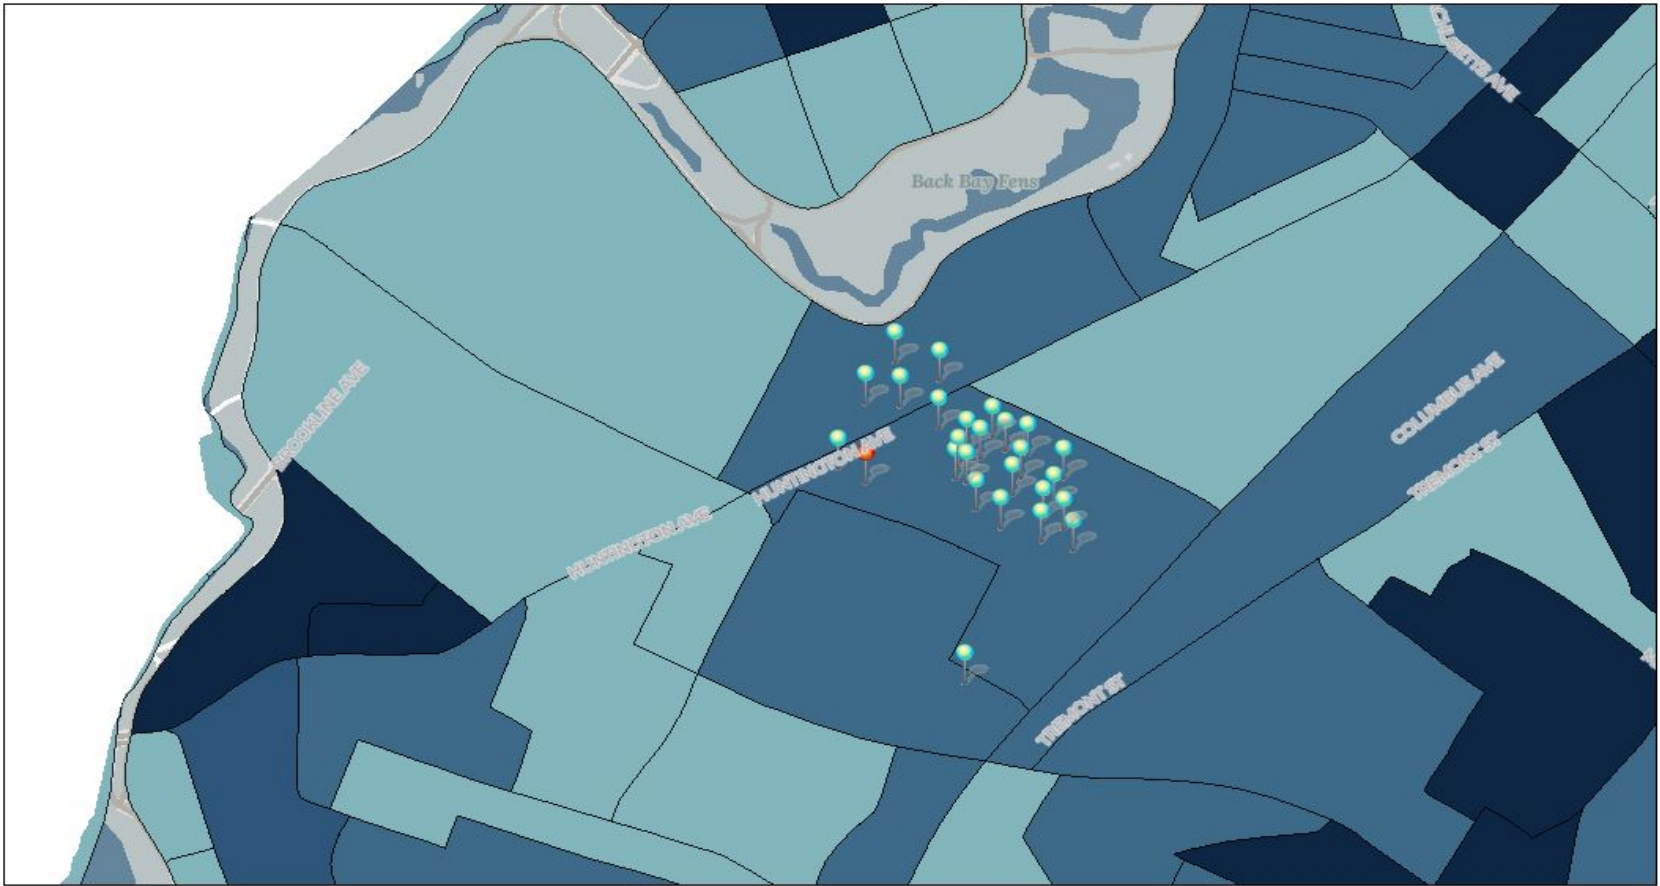 Back Bay Fens
BROOKLINE AVE
HUNTINGTON AVE
HUNTINGTON AVE
COLUMBUS AVE
TREMONT ST
TREMONT ST